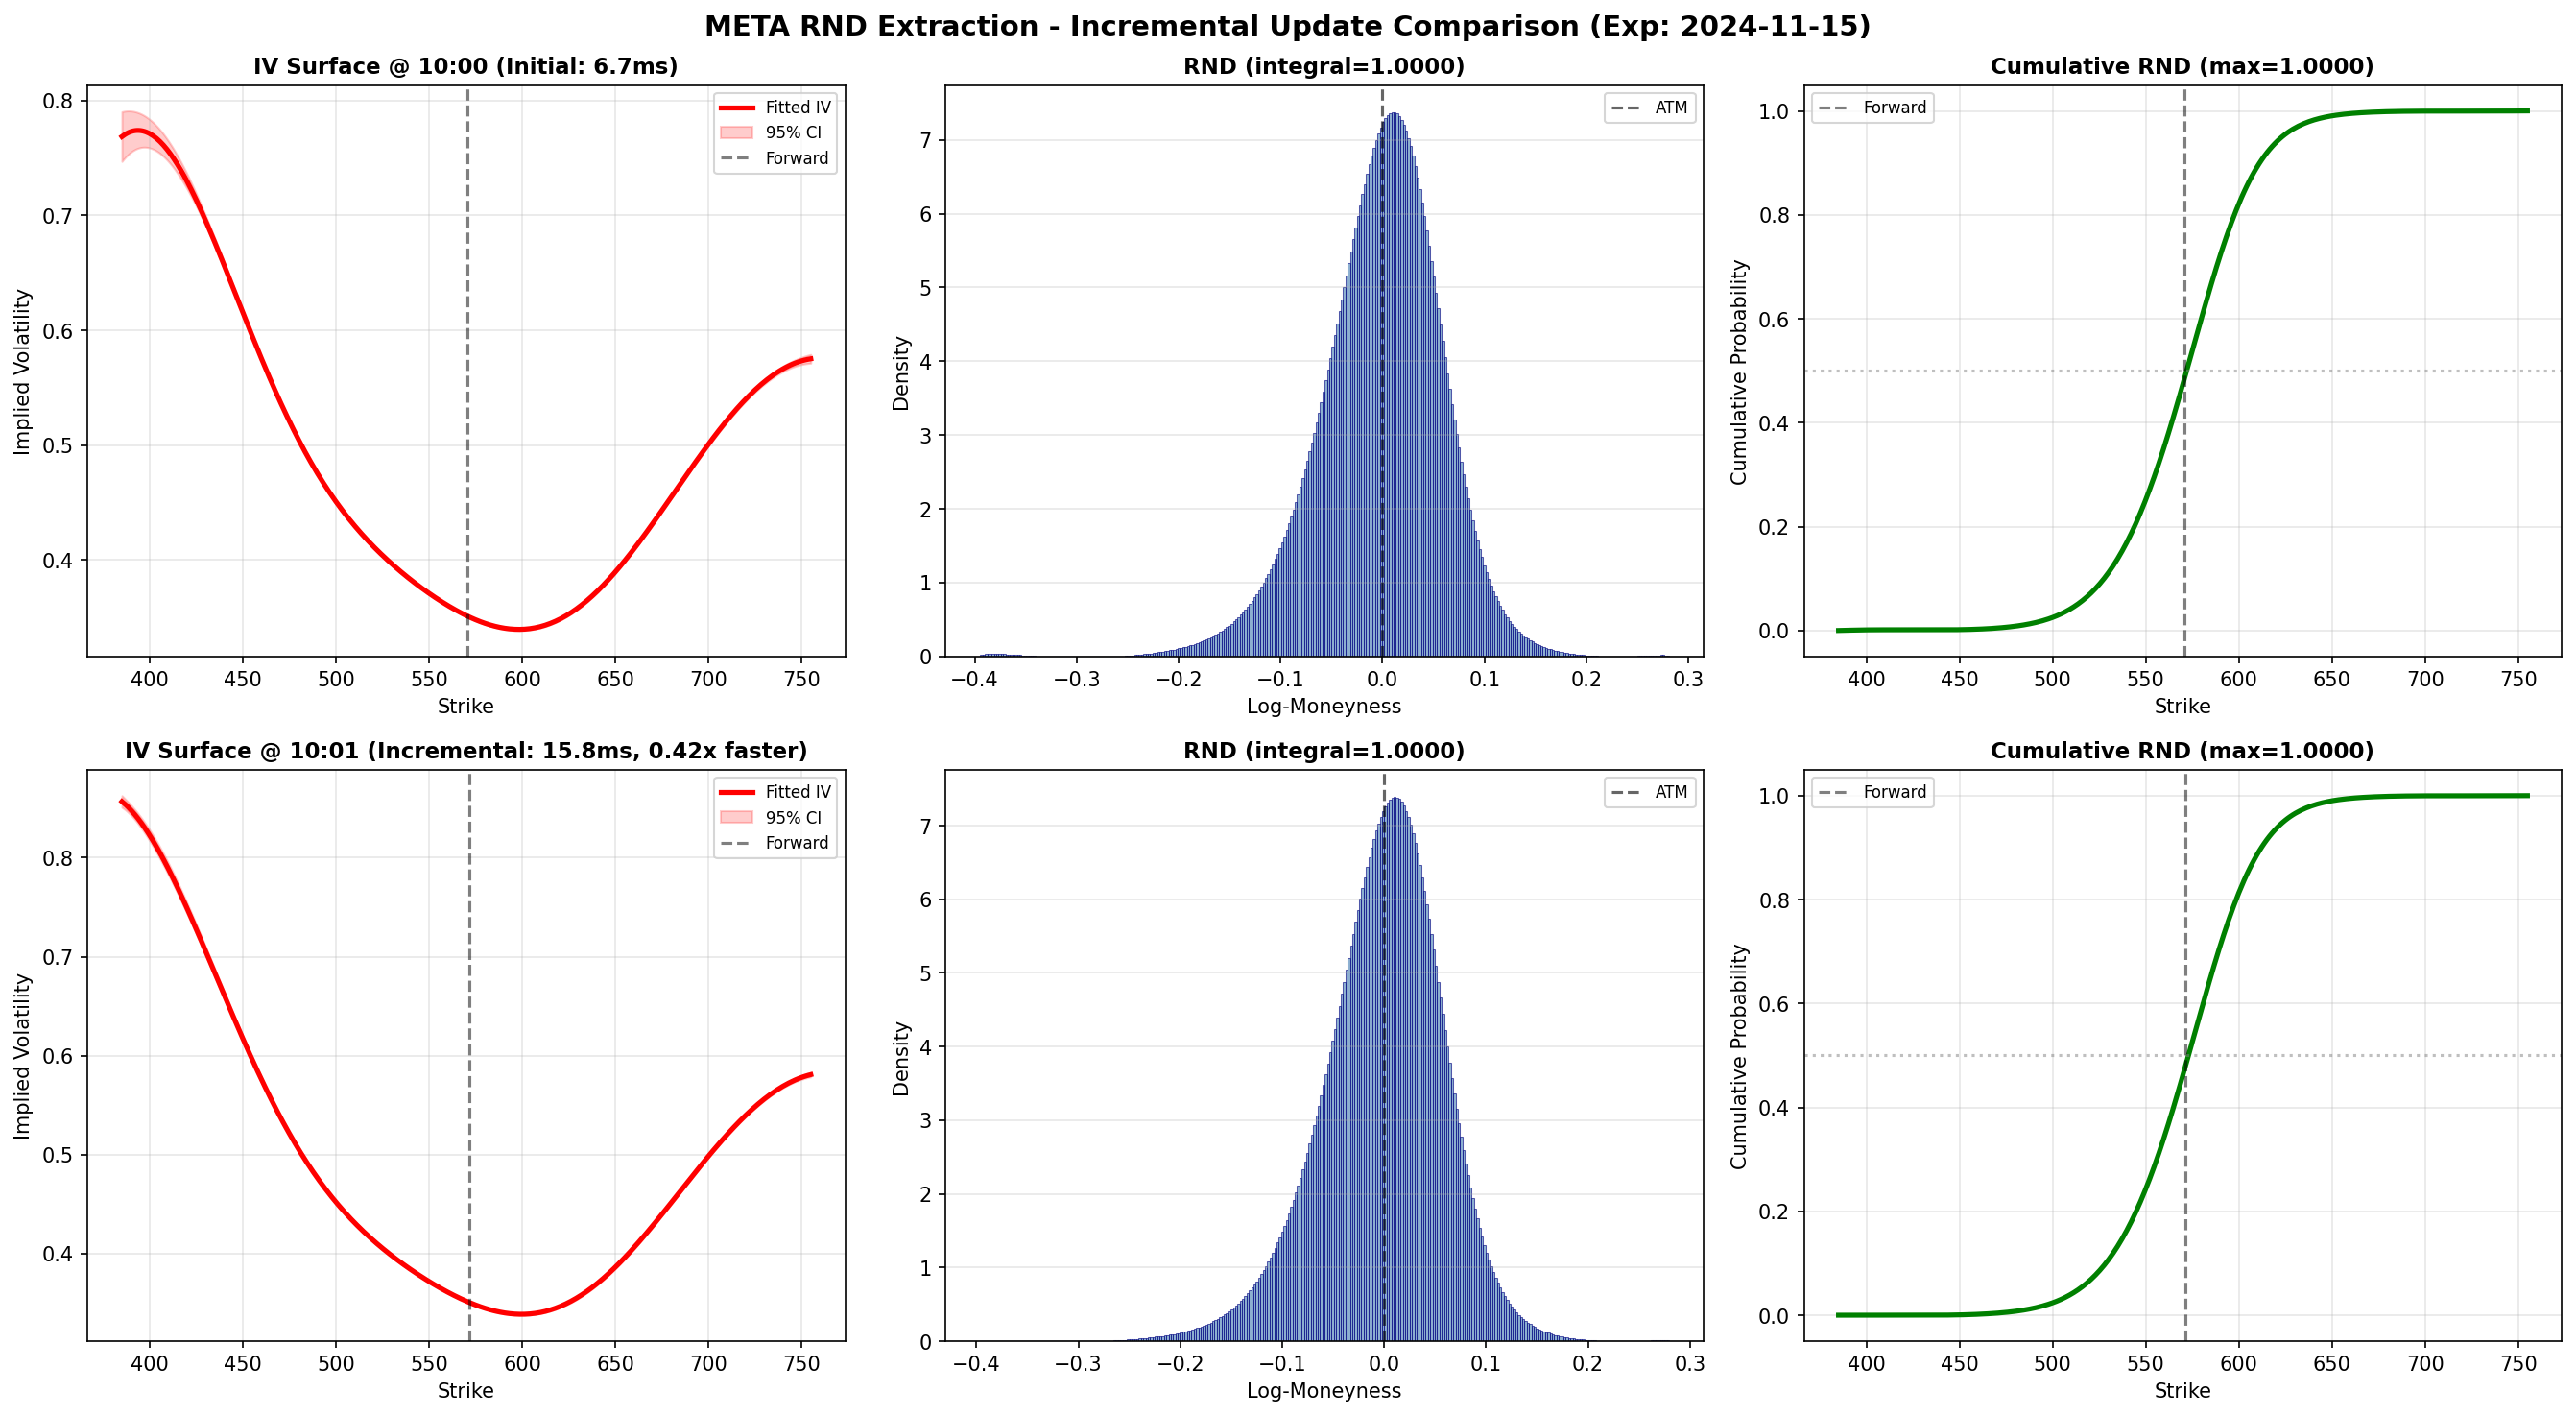 META RND Extraction - Incremental Update Comparison (Exp: 2024-11-15)
IV Surface @ 10:00 (Initial: 6.7ms)
Implied Volatility
0.8
0.7
0.6
0.5
0.4
Fitted IV
95% CI
Forward
400 450 500 550 600 650 700 750
Strike
RND (integral=1.0000)
Density
7
6
5
4
3
2
1
0
ATM
−0.4 −0.3 −0.2 −0.1 0.0 0.1 0.2 0.3
Log-Moneyness
Cumulative RND (max=1.0000)
Cumulative Probability
1.0
0.8
0.6
0.4
0.2
0.0
Forward
400 450 500 550 600 650 700 750
Strike
IV Surface @ 10:01 (Incremental: 15.8ms, 0.42x faster)
Implied Volatility
0.8
0.7
0.6
0.5
0.4
Fitted IV
95% CI
Forward
400 450 500 550 600 650 700 750
Strike
RND (integral=1.0000)
Density
7
6
5
4
3
2
1
0
ATM
−0.4 −0.3 −0.2 −0.1 0.0 0.1 0.2 0.3
Log-Moneyness
Cumulative RND (max=1.0000)
Cumulative Probability
1.0
0.8
0.6
0.4
0.2
0.0
Forward
400 450 500 550 600 650 700 750
Strike